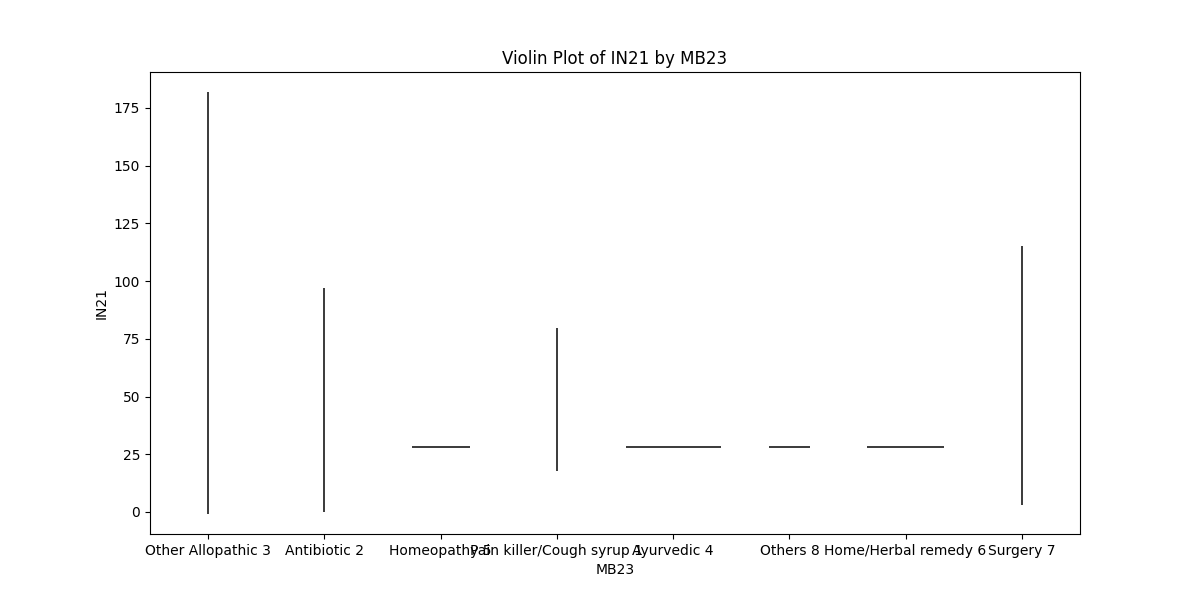 Violin Plot of IN21 by MB23
175
150
125
100
75
50
25
0
IN21
Other Allopathic 3 Antibiotic 2 Homeopathy 5 Pain killer/Cough syrup 1 Ayurvedic 4 Others 8 Home/Herbal remedy 6 Surgery 7
MB23